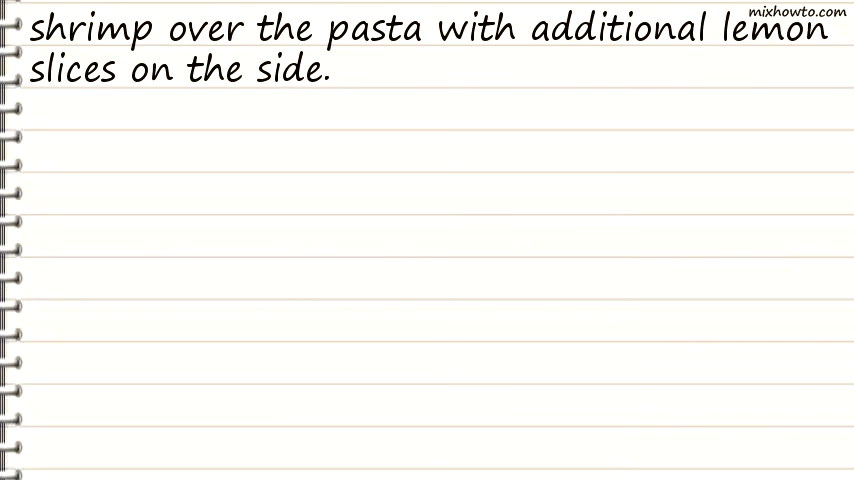 mixhowto.com
shrimp over the pasta with additional lemon
slices on the side.